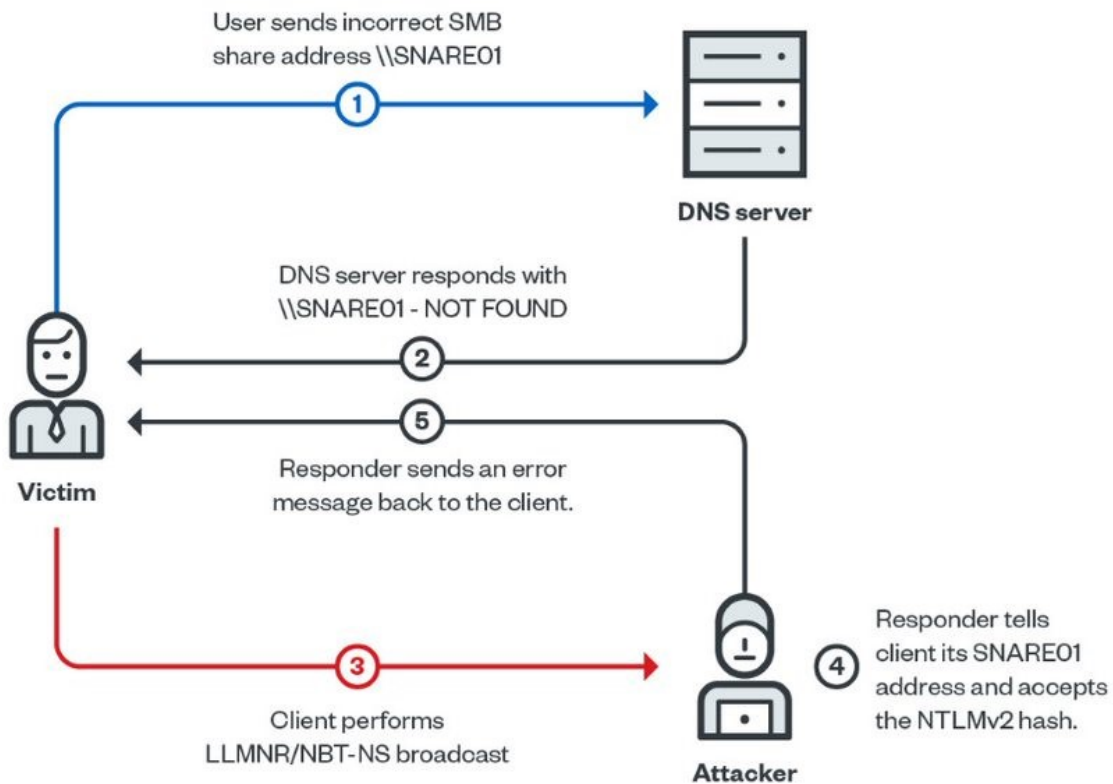 User sends incorrect SMB
share address \\SNARE01
1
DNS server
DNS server responds with
\\SNARE01 - NOT FOUND
2
5
Responder sends an error
message back to the client.
Victim
3
Client performs
LLMNR/NBT-NS broadcast
4
Responder tells
client its SNARE01
address and accepts
the NTLMv2 hash.
Attacker